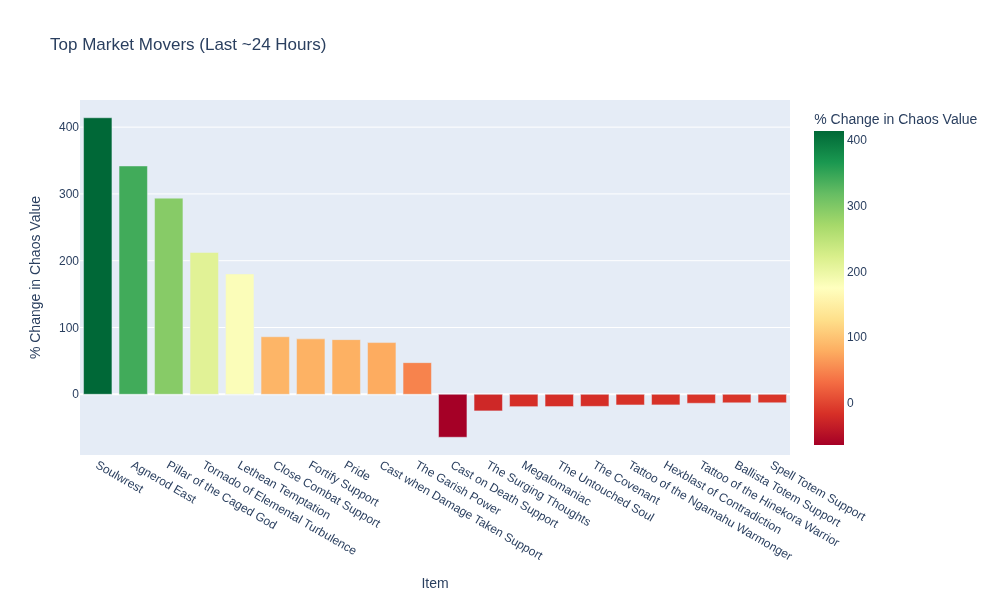 Top Market Movers (Last ~24 Hours)
% Change in Chaos Value
400
300
200
100
0
% Change in Chaos Value
400
300
200
100
0
Soulwrest
Agnerod East
Pillar of the Caged God
Tornado of Elemental Turbulence
Lethean Temptation
Close Combat Support
Fortify Support
Pride
Cast when Damage Taken Support
The Garish Power
Cast on Death Support
The Surging Thoughts
Megalomaniac
The Untouched Soul
The Covenant
Tattoo of the Ngamahu Warmonger
Hexblast of Contradiction
Tattoo of the Hinekora Warrior
Ballista Totem Support
Spell Totem Support
Item